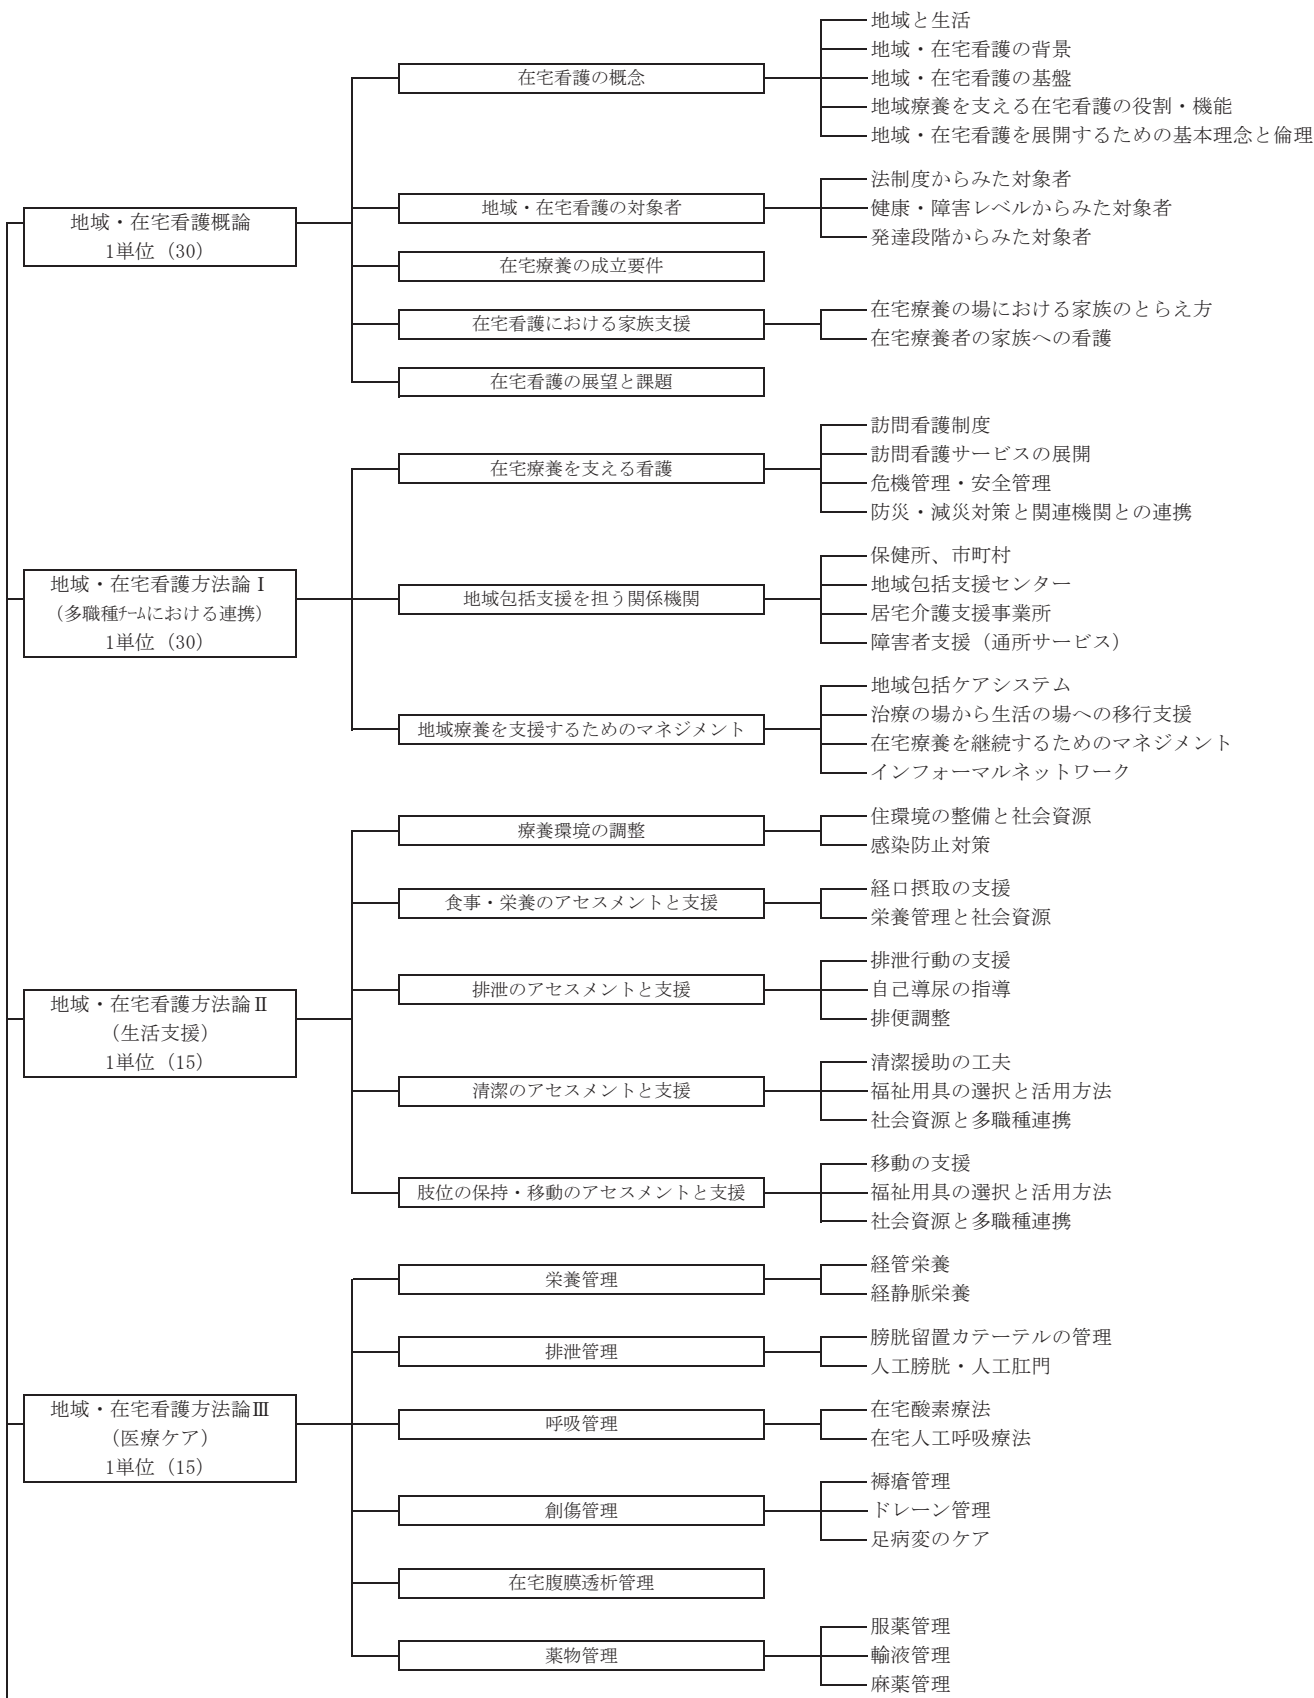 地域・在宅看護概論
1単位（30）
在宅看護の概念
地域と生活
地域・在宅看護の背景
地域・在宅看護の基盤
地域療養を支える在宅看護の役割・機能
地域・在宅看護を展開するための基本理念と倫理
地域・在宅看護の対象者
法制度からみた対象者
健康・障害レベルからみた対象者
発達段階からみた対象者
在宅療養の成立要件
在宅看護における家族支援
在宅療養の場における家族のとらえ方
在宅療養者の家族への看護
在宅看護の展望と課題
地域・在宅看護方法論Ⅰ
（多職種ﾁｰﾑにおける連携）
1単位（30）
在宅療養を支える看護
訪問看護制度
訪問看護サービスの展開
危機管理・安全管理
防災・減災対策と関連機関との連携
地域包括支援を担う関係機関
保健所、市町村
地域包括支援センター
居宅介護支援事業所
障害者支援（通所サービス）
地域療養を支援するためのマネジメント
地域包括ケアシステム
治療の場から生活の場への移行支援
在宅療養を継続するためのマネジメント
インフォーマルネットワーク
地域・在宅看護方法論Ⅱ
（生活支援）
1単位（15）
療養環境の調整
住環境の整備と社会資源
感染防止対策
食事・栄養のアセスメントと支援
経口摂取の支援
栄養管理と社会資源
排泄のアセスメントと支援
排泄行動の支援
自己導尿の指導
排便調整
清潔のアセスメントと支援
清潔援助の工夫
福祉用具の選択と活用方法
社会資源と多職種連携
肢位の保持・移動のアセスメントと支援
移動の支援
福祉用具の選択と活用方法
社会資源と多職種連携
地域・在宅看護方法論Ⅲ
（医療ケア）
1単位（15）
栄養管理
経管栄養
経静脈栄養
排泄管理
膀胱留置カテーテルの管理
人工膀胱・人工肛門
呼吸管理
在宅酸素療法
在宅人工呼吸療法
創傷管理
褥瘡管理
ドレーン管理
足病変のケア
在宅腹膜透析管理
薬物管理
服薬管理
輸液管理
麻薬管理